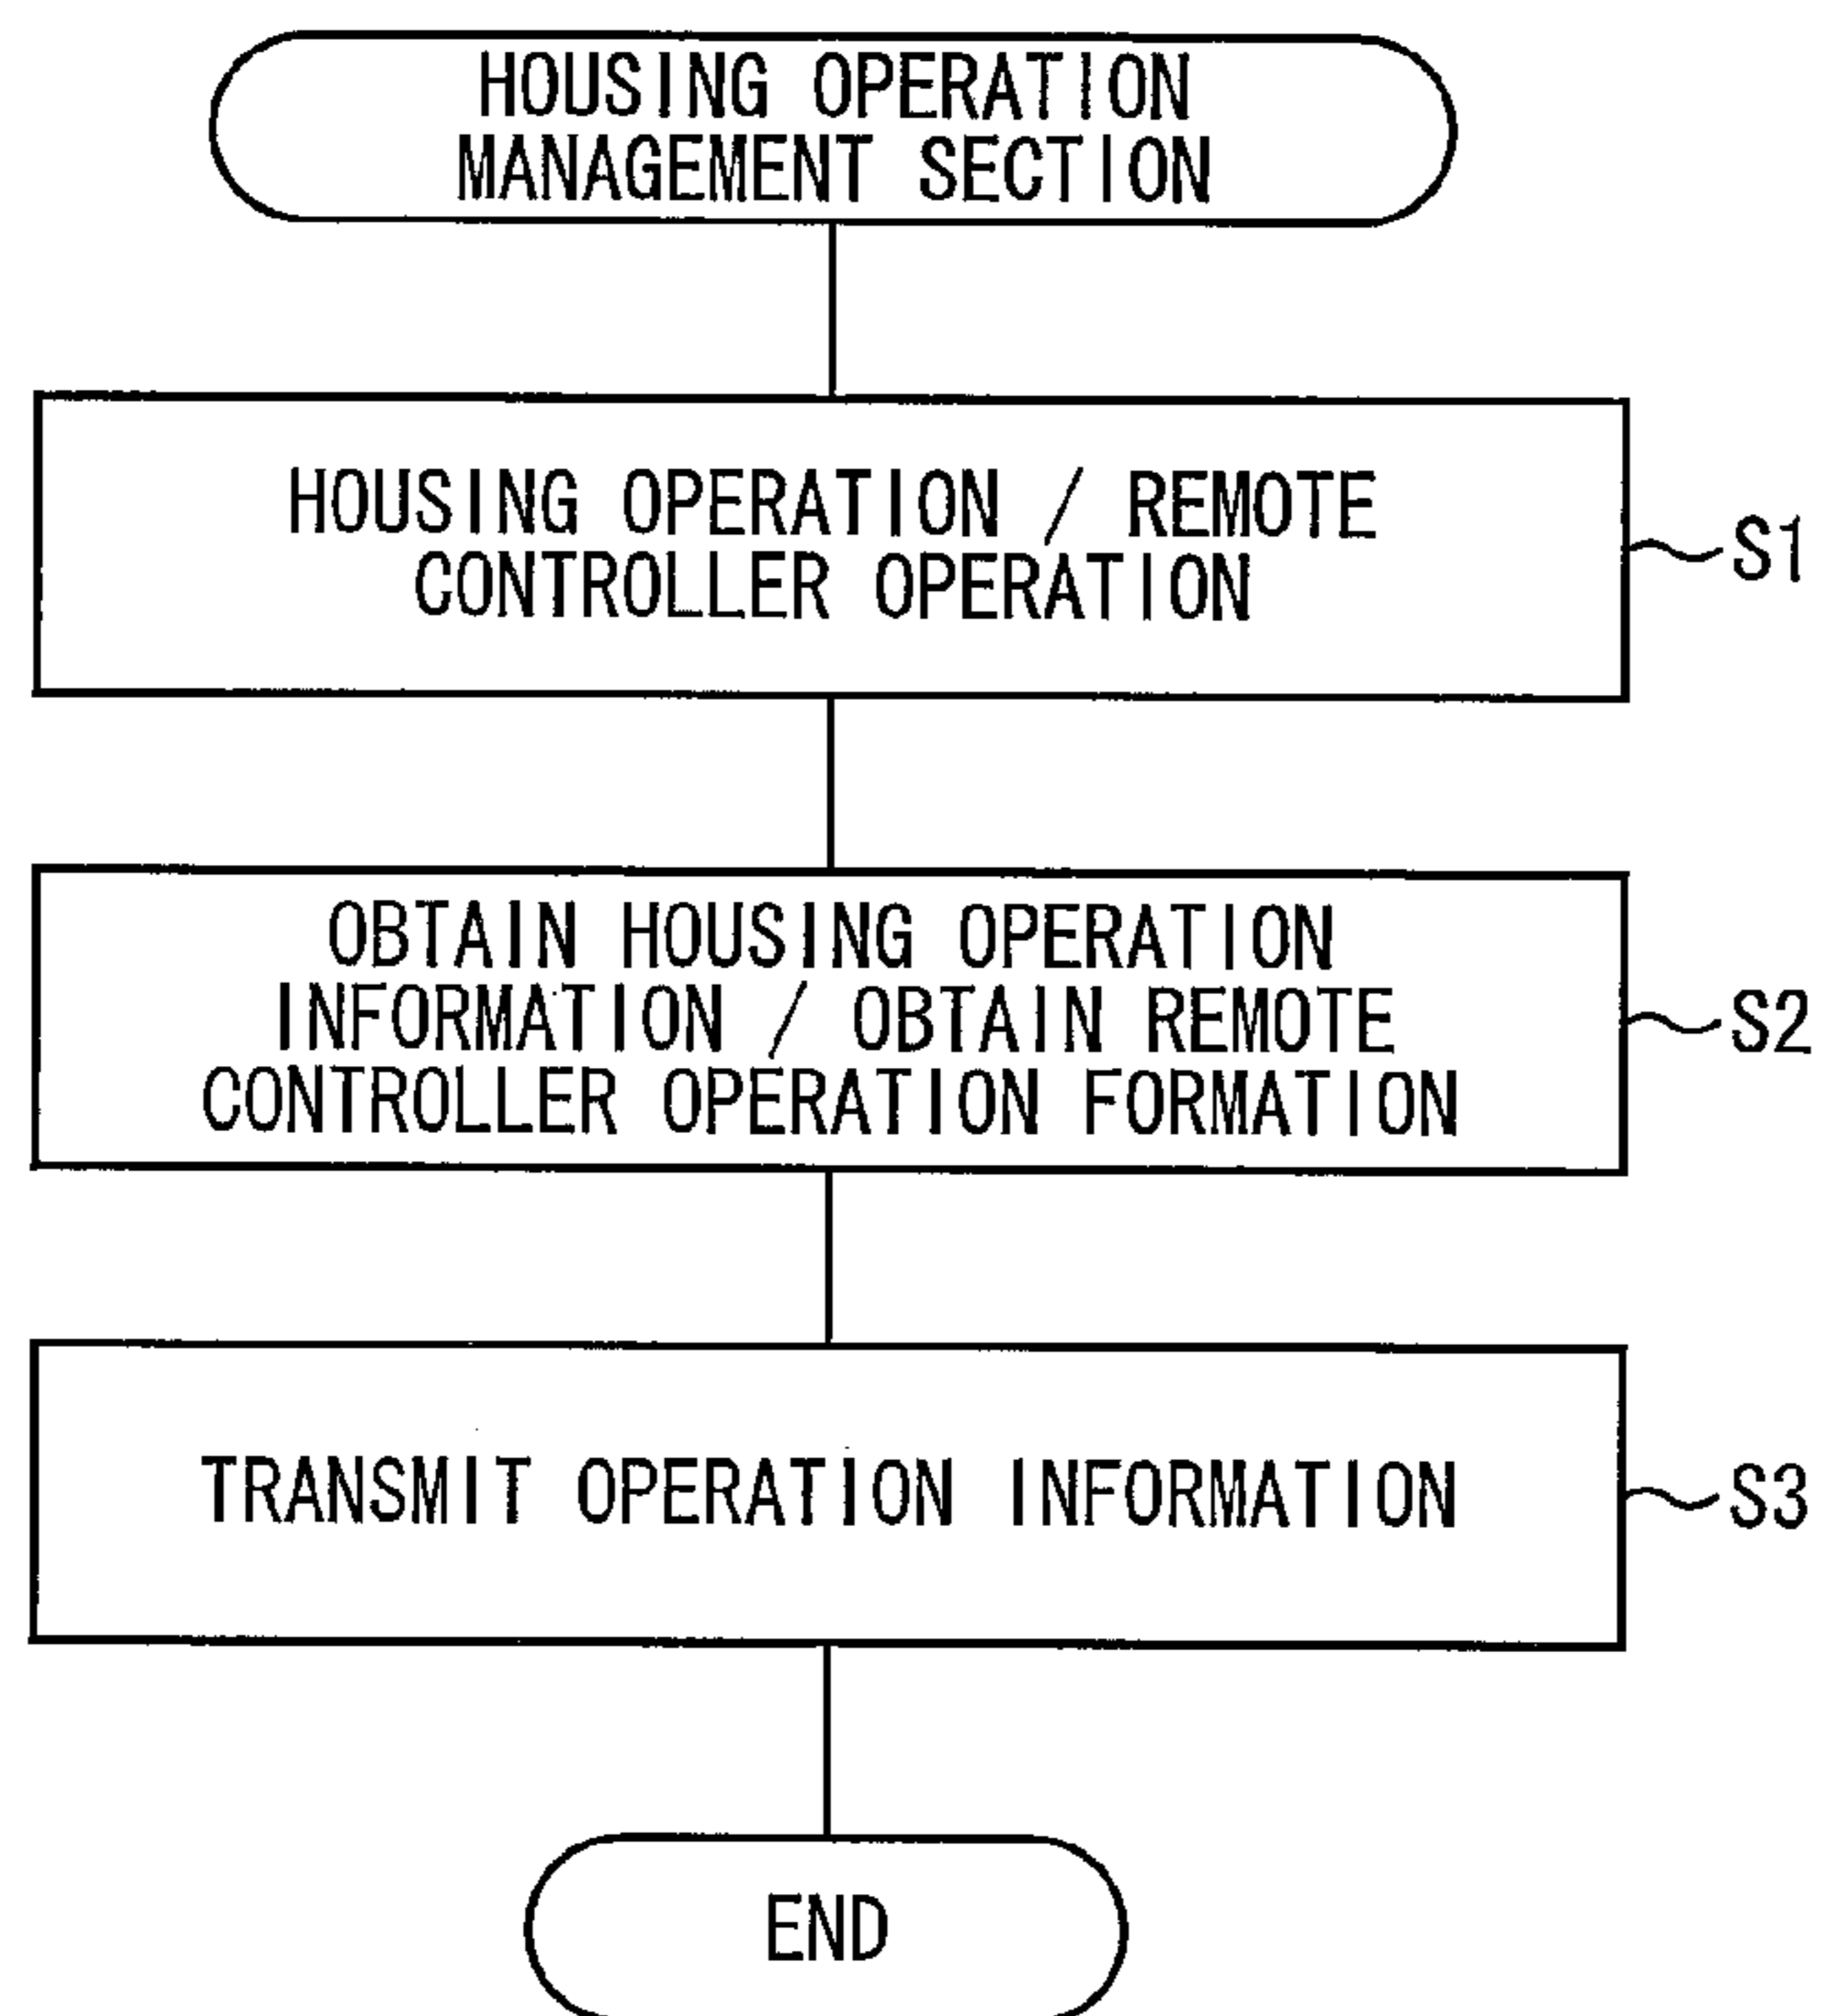 HOUSING OPERATION
MANAGEMENT SECTION
HOUSING OPERATION / REMOTE
CONTROLLER OPERATION
S1
OBTAIN HOUSING OPERATION
INFORMATION / OBTAIN REMOTE
CONTROLLER OPERATION FORMATION
S2
TRANSMIT OPERATION INFORMATION
S3
END